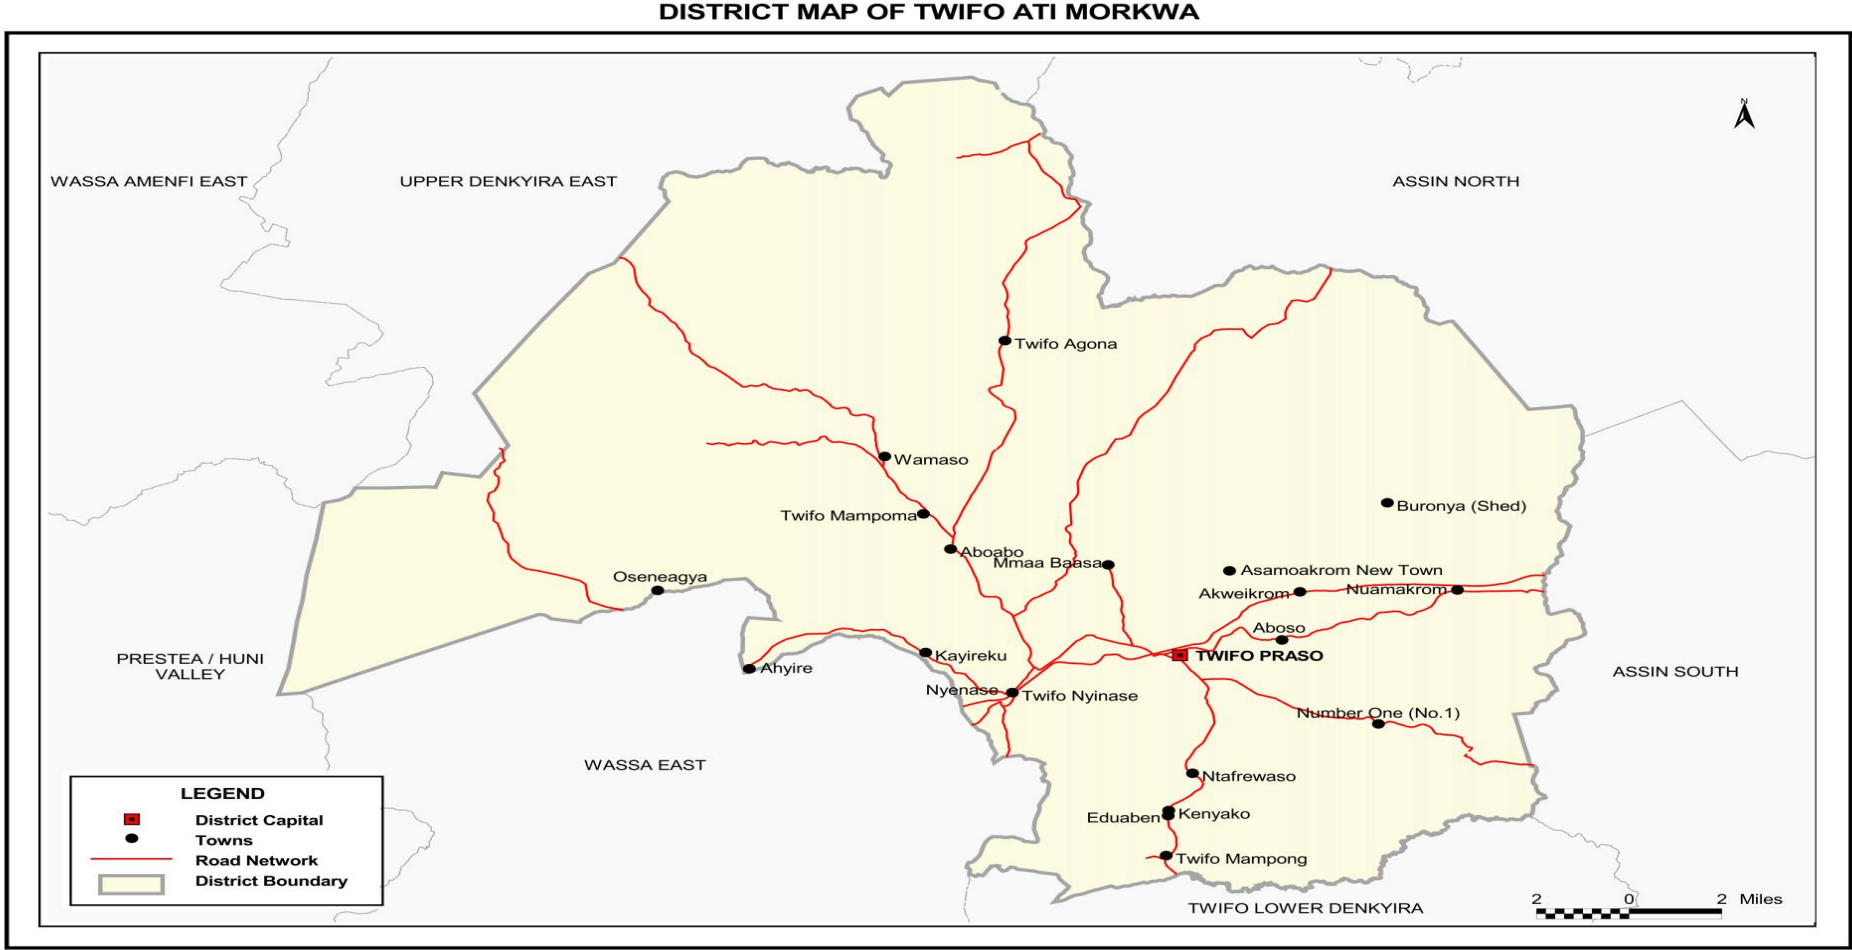 DISTRICT MAP OF TWIFO ATI MORKWA
N
WASSA AMENFI EAST
UPPER DENKYIRA EAST
ASSIN NORTH
Twifo Agona
Wamaso
Buronya (Shed)
Twifo Mampoma
Aboabo
Mmaa Baasa
Asamoakrom New Town
Oseneagya
Akweikrom
Nuamakrom
Aboso
Kayireku
TWIFO PRASO
PRESTEA / HUNI
VALLEY
Ahyire
ASSIN SOUTH
Nyenase
Twifo Nyinase
Number One (No.1)
WASSA EAST
Ntafrewaso
Kenyako
Eduaben
Twifo Mampong
TWIFO LOWER DENKYIRA
LEGEND
District Capital
Towns
Road Network
District Boundary
2 0 2 Miles